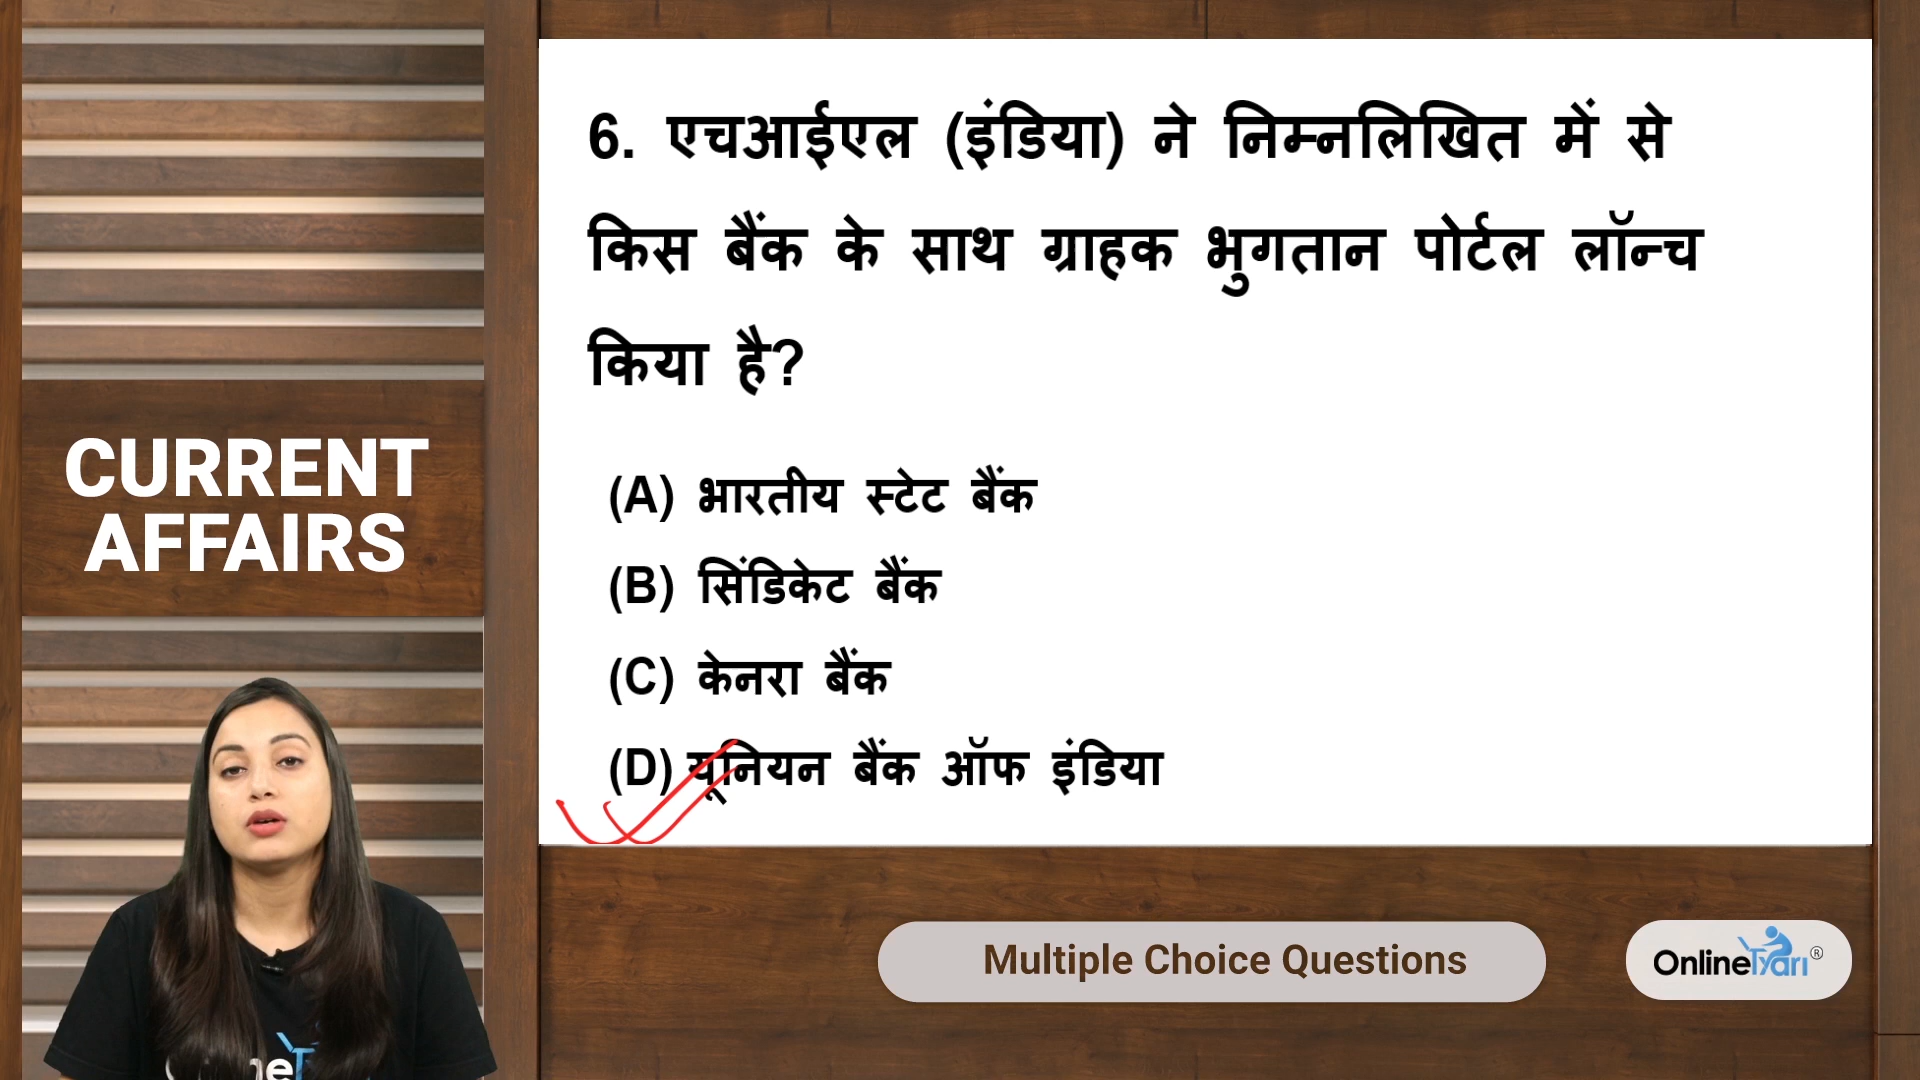 CURRENT
AFFAIRS
6. एचआईएल (इंडिया) ने निम्नलिखित में से
किस बैंक के साथ ग्राहक भुगतान पोर्टल लॉन्च
किया है?
(A) भारतीय स्टेट बैंक
(B) सिंडिकेट बैंक
(C) केनरा बैंक
(D) यूनियन बैंक ऑफ इंडिया
Multiple Choice Questions
OnlineTyari®